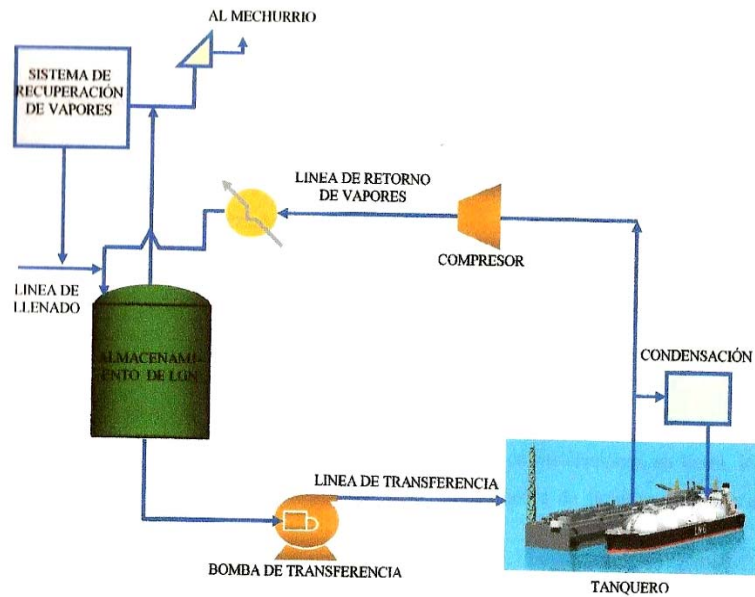 AL MECHURRIO
SISTEMA DE
RECUPERACIÓN
DE VAPORES
LINEA DE RETORNO
DE VAPORES
COMPRESOR
LINEA DE
LLENADO
ALMACENAMI-
ENTO DE LGN
CONDENSACIÓN
LINEA DE TRANSFERENCIA
BOMBA DE TRANSFERENCIA
LNG
TANQUERO